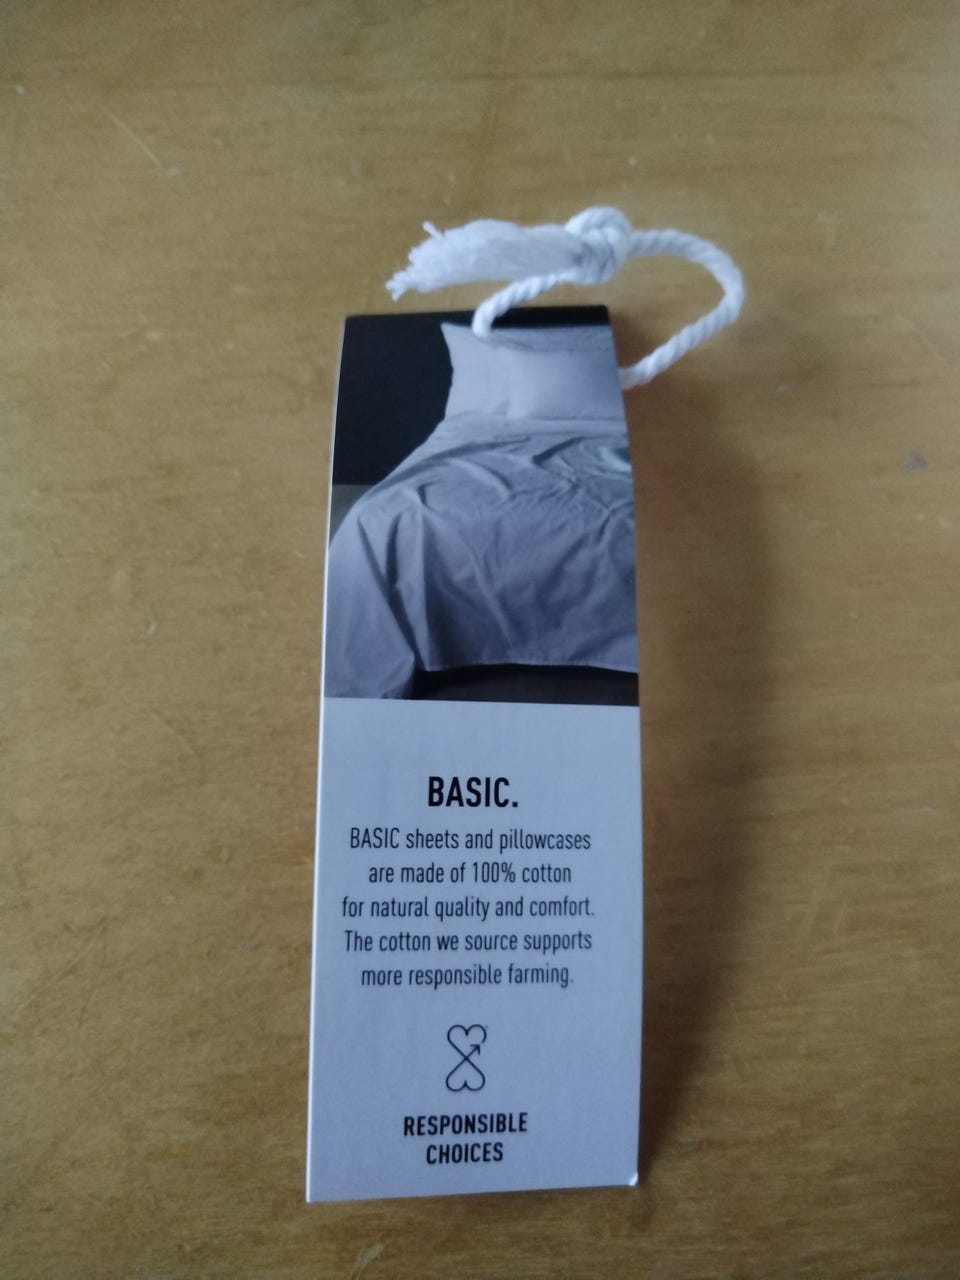 BASIC.
BASIC sheets and pillowcases
are made of 100% cotton
for natural quality and comfort.
The cotton we source supports
more responsible farming.
RESPONSIBLE
CHOICES